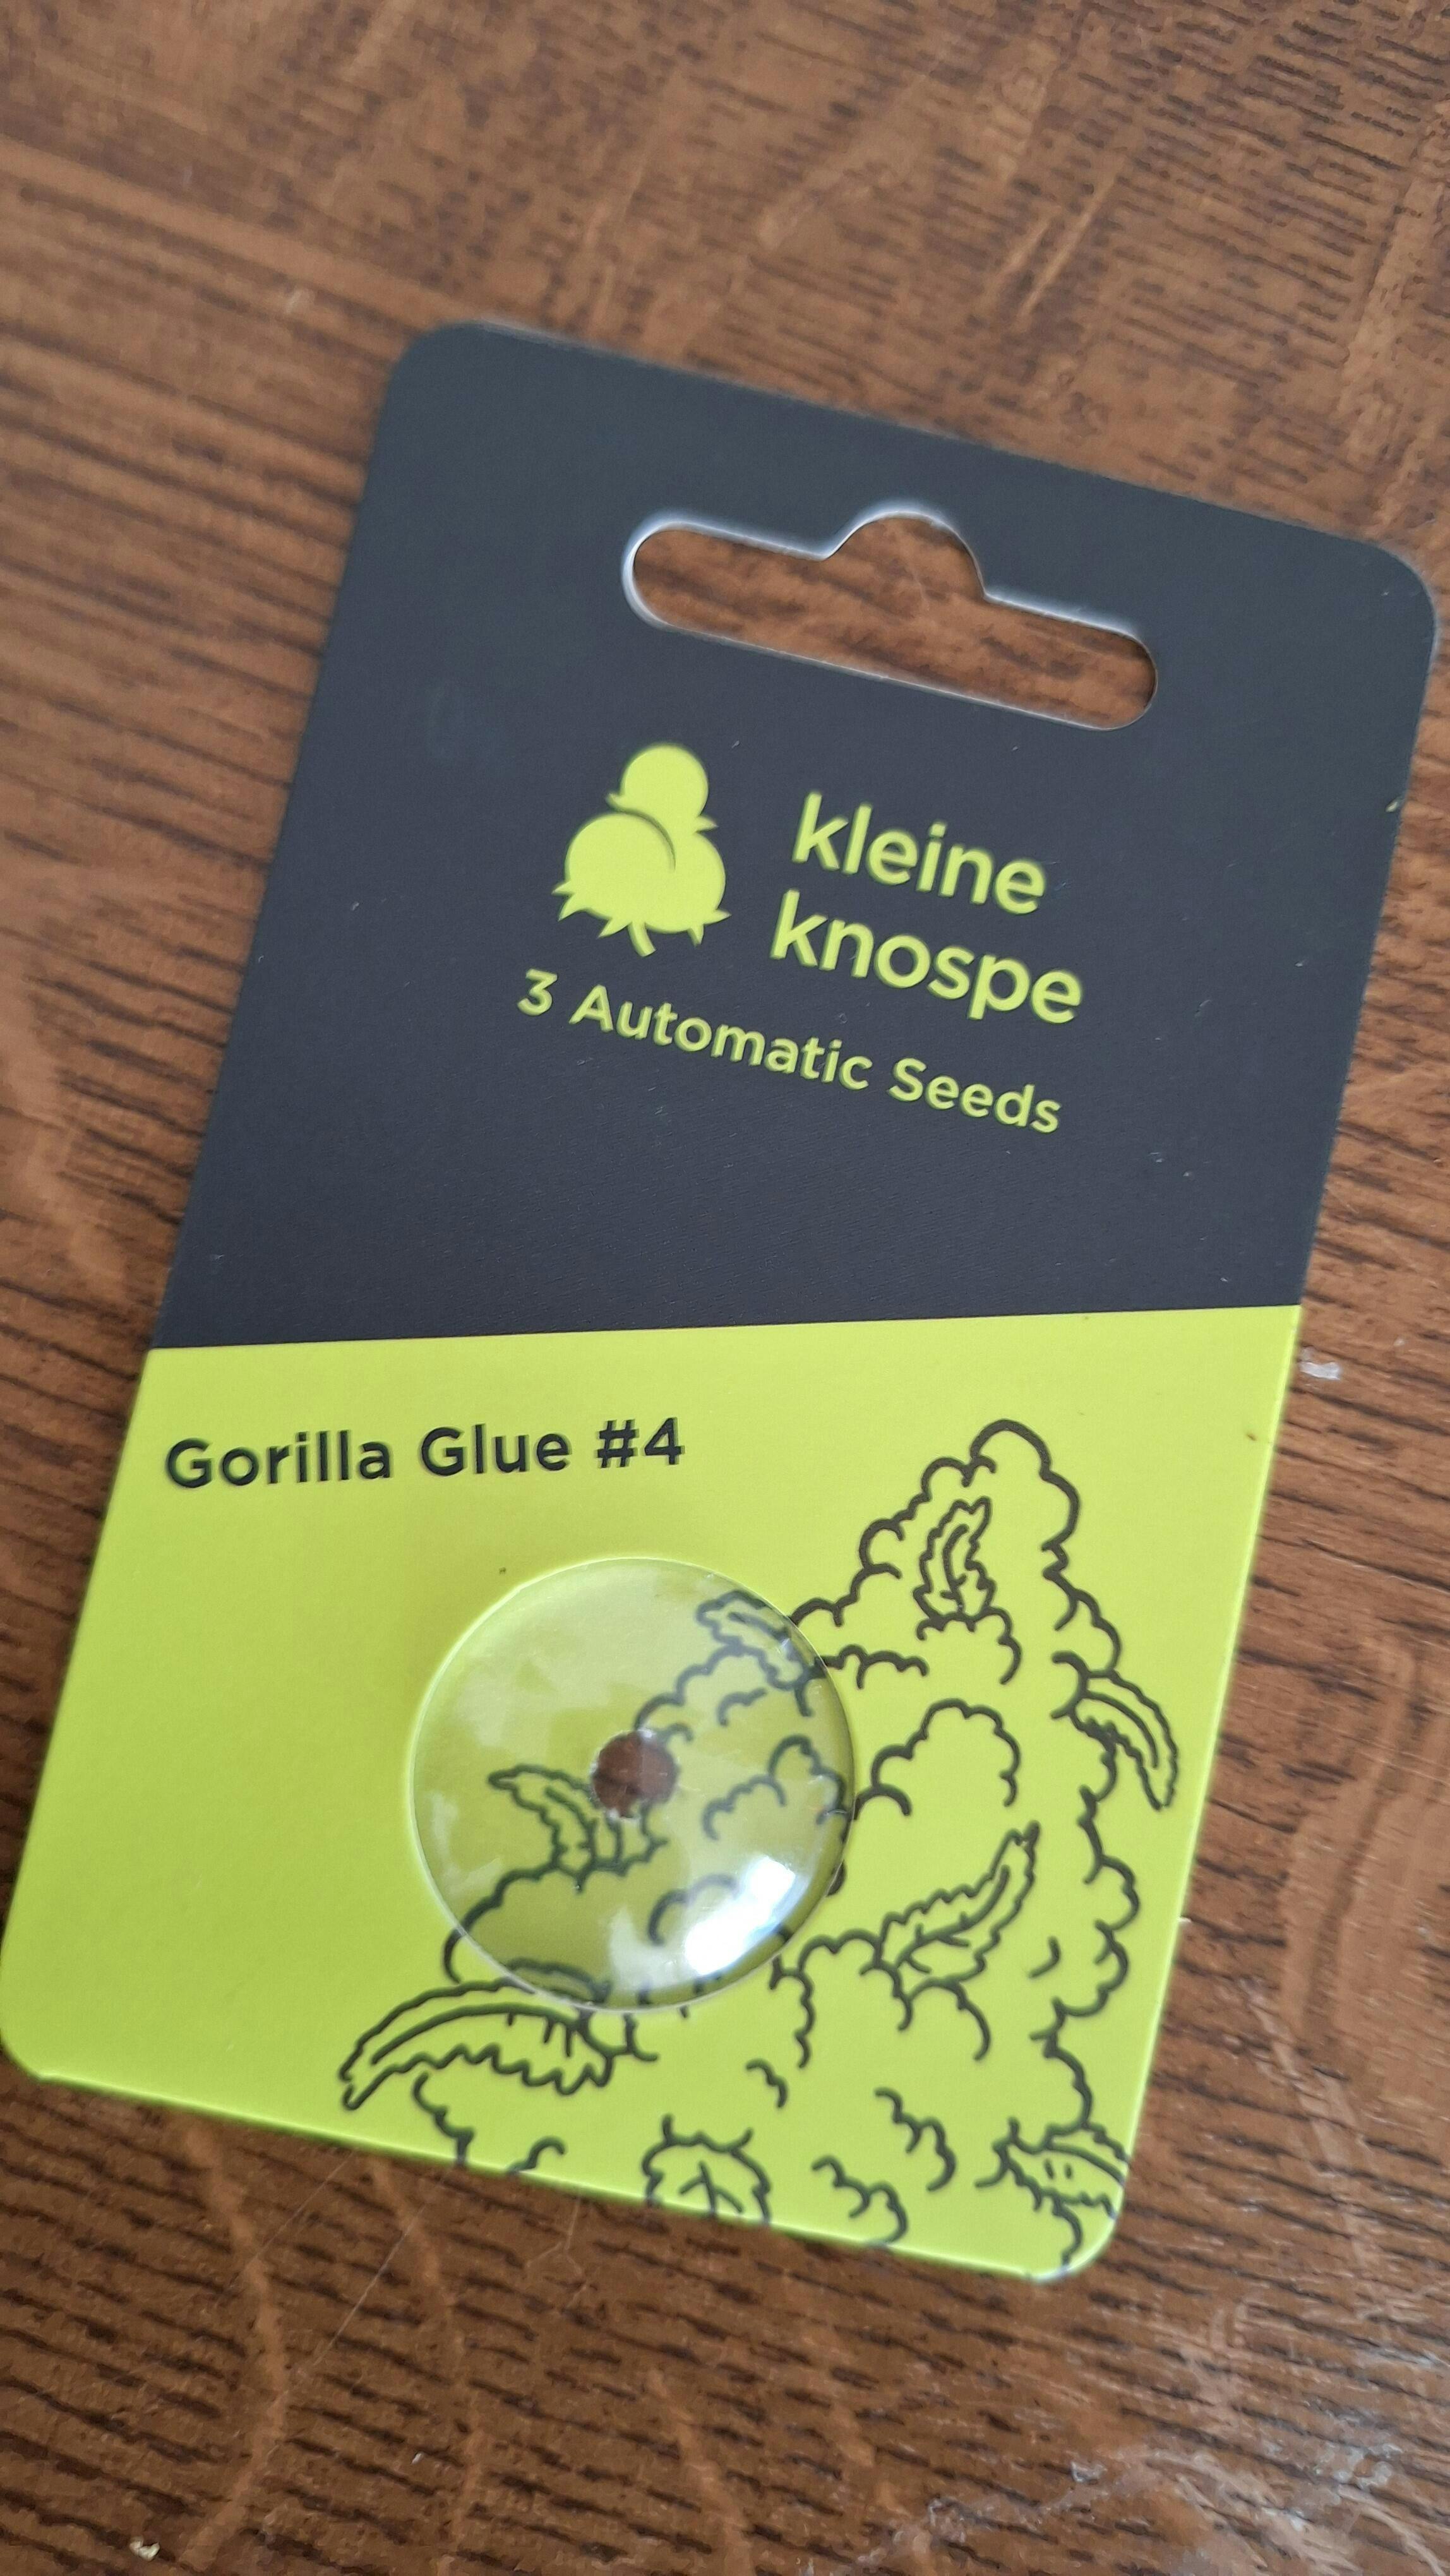 kleine
knospe
3 Automatic Seeds
Gorilla Glue #4